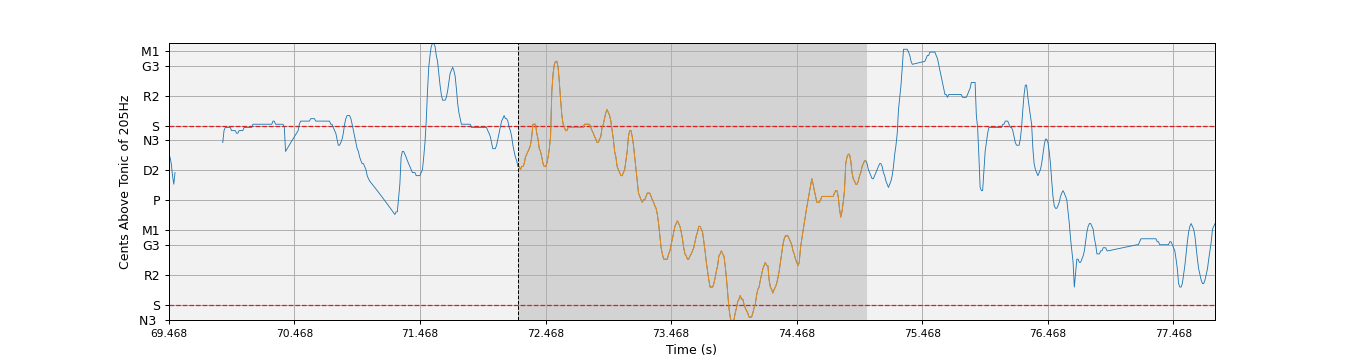 M1
G3
R2
S
N3
D2
P
M1
G3
R2
S
N3
Cents Above Tonic of 205Hz
69.468 70.468 71.468 72.468 73.468 74.468 75.468 76.468 77.468
Time (s)